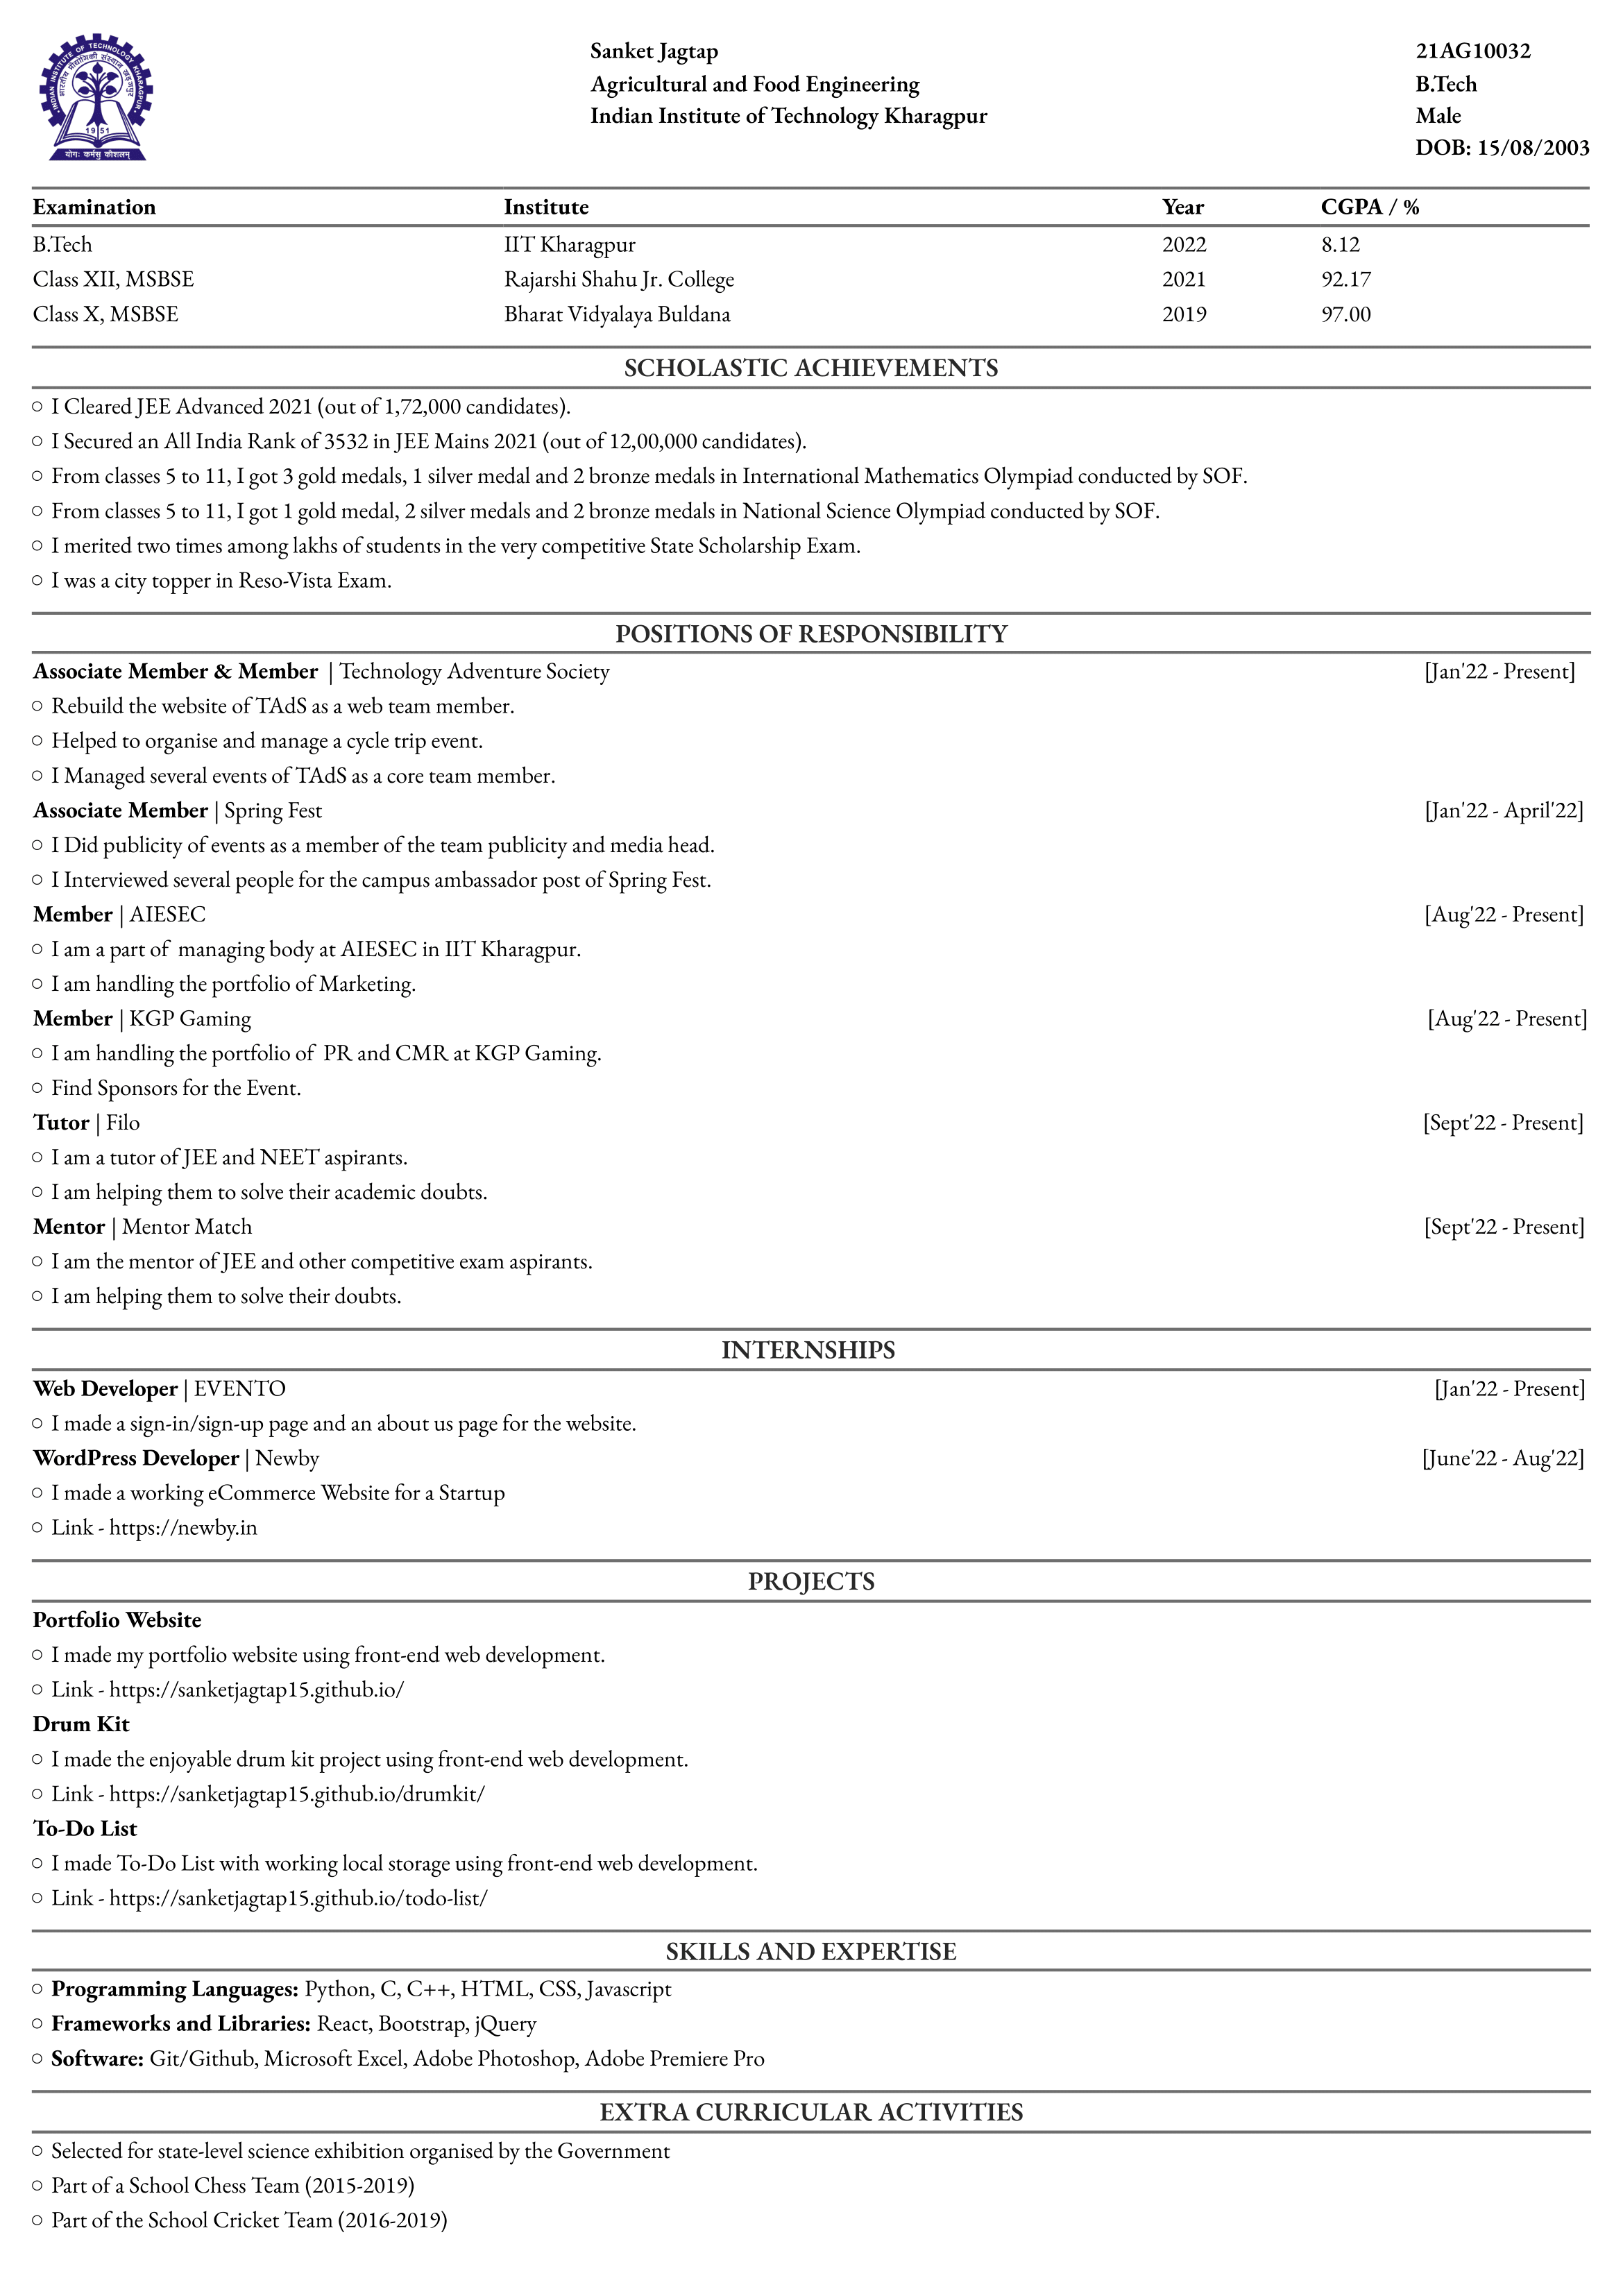 INDIAN INSTITUTE OF TECHNOLOGY KHARAGPUR
भारतीय प्रौद्योगिकी संस्थान खड़गपुर
1951
योगः कर्मसु कौशलम्
Sanket Jagtap
Agricultural and Food Engineering
Indian Institute of Technology Kharagpur
21AG10032
B.Tech
Male
DOB: 15/08/2003
Examination Institute Year CGPA / %
B.Tech IIT Kharagpur 2022 8.12
Class XII, MSBSE Rajarshi Shahu Jr. College 2021 92.17
Class X, MSBSE Bharat Vidyalaya Buldana 2019 97.00
SCHOLASTIC ACHIEVEMENTS
○ I Cleared JEE Advanced 2021 (out of 1,72,000 candidates).
○ I Secured an All India Rank of 3532 in JEE Mains 2021 (out of 12,00,000 candidates).
○ From classes 5 to 11, I got 3 gold medals, 1 silver medal and 2 bronze medals in International Mathematics Olympiad conducted by SOF.
○ From classes 5 to 11, I got 1 gold medal, 2 silver medals and 2 bronze medals in National Science Olympiad conducted by SOF.
○ I merited two times among lakhs of students in the very competitive State Scholarship Exam.
○ I was a city topper in Reso-Vista Exam.
POSITIONS OF RESPONSIBILITY
Associate Member & Member | Technology Adventure Society [Jan'22 - Present]
○ Rebuild the website of TAdS as a web team member.
○ Helped to organise and manage a cycle trip event.
○ I Managed several events of TAdS as a core team member.
Associate Member | Spring Fest [Jan'22 - April'22]
○ I Did publicity of events as a member of the team publicity and media head.
○ I Interviewed several people for the campus ambassador post of Spring Fest.
Member | AIESEC [Aug'22 - Present]
○ I am a part of managing body at AIESEC in IIT Kharagpur.
○ I am handling the portfolio of Marketing.
Member | KGP Gaming [Aug'22 - Present]
○ I am handling the portfolio of PR and CMR at KGP Gaming.
○ Find Sponsors for the Event.
Tutor | Filo [Sept'22 - Present]
○ I am a tutor of JEE and NEET aspirants.
○ I am helping them to solve their academic doubts.
Mentor | Mentor Match [Sept'22 - Present]
○ I am the mentor of JEE and other competitive exam aspirants.
○ I am helping them to solve their doubts.
INTERNSHIPS
Web Developer | EVENTO [Jan'22 - Present]
○ I made a sign-in/sign-up page and an about us page for the website.
WordPress Developer | Newby [June'22 - Aug'22]
○ I made a working eCommerce Website for a Startup
○ Link - https://newby.in
PROJECTS
Portfolio Website
○ I made my portfolio website using front-end web development.
○ Link - https://sanketjagtap15.github.io/
Drum Kit
○ I made the enjoyable drum kit project using front-end web development.
○ Link - https://sanketjagtap15.github.io/drumkit/
To-Do List
○ I made To-Do List with working local storage using front-end web development.
○ Link - https://sanketjagtap15.github.io/todo-list/
SKILLS AND EXPERTISE
○ Programming Languages: Python, C, C++, HTML, CSS, Javascript
○ Frameworks and Libraries: React, Bootstrap, jQuery
○ Software: Git/Github, Microsoft Excel, Adobe Photoshop, Adobe Premiere Pro
EXTRA CURRICULAR ACTIVITIES
○ Selected for state-level science exhibition organised by the Government
○ Part of a School Chess Team (2015-2019)
○ Part of the School Cricket Team (2016-2019)